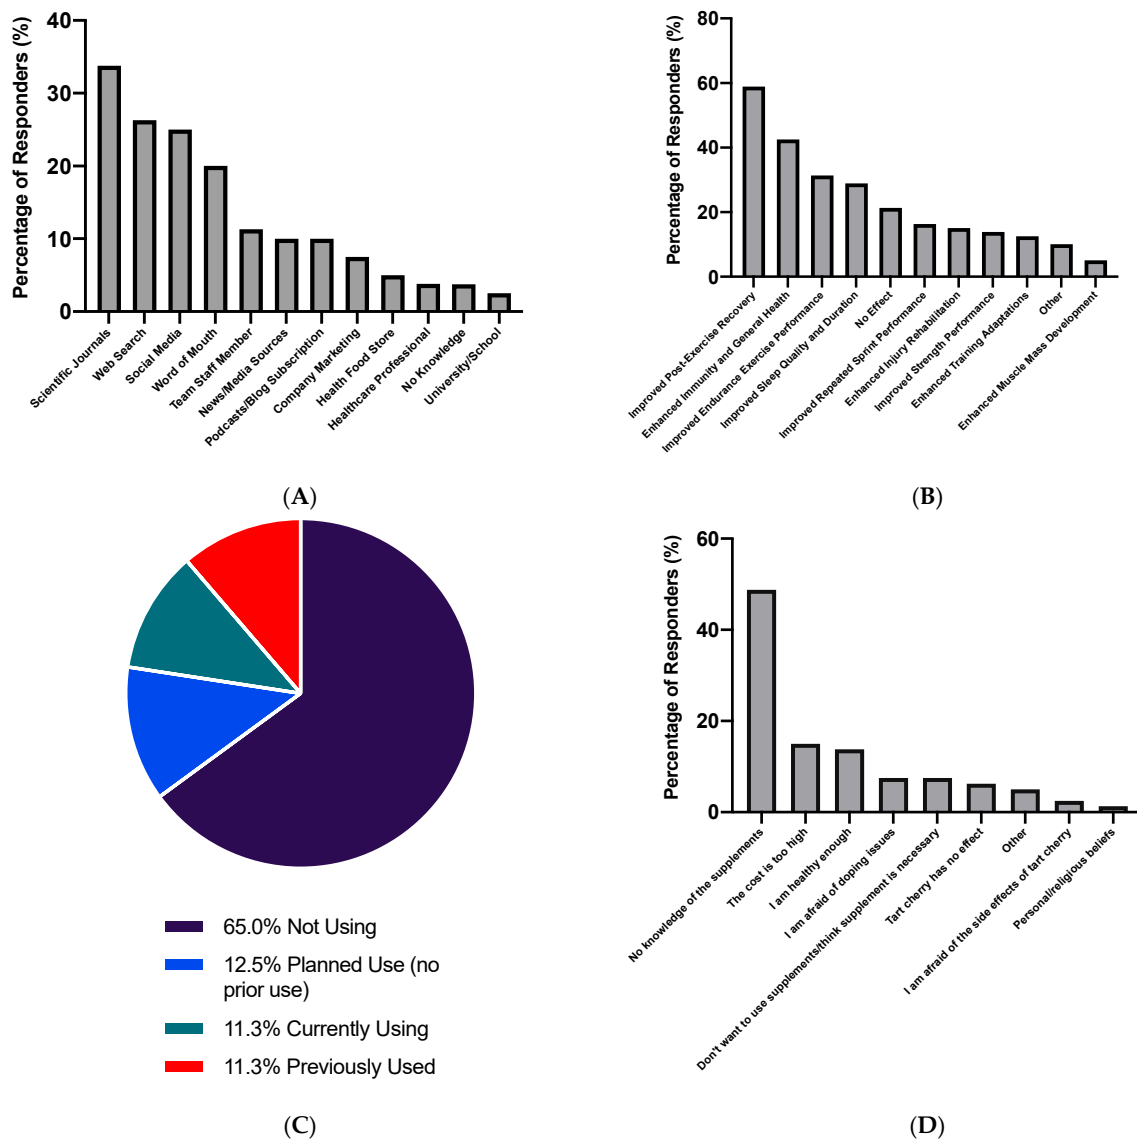 Percentage of Responders (%)
40
30
20
10
0
Scientific Journals
Web Search
Social Media
Word of Mouth
Team Staff Member
News/Media Sources
Podcasts/Blog Subscription
Company Marketing
Health Food Store
Healthcare Professional
No Knowledge
University/School
(A)
Percentage of Responders (%)
80
60
40
20
0
Improved Post-Exercise Recovery
Enhanced Immunity and General Health
Improved Endurance Exercise Performance
Improved Sleep Quality and Duration
No Effect
Improved Repeated Sprint Performance
Enhanced Injury Rehabilitation
Improved Strength Performance
Enhanced Training Adaptations
Other
Enhanced Muscle Mass Development
(B)
65.0% Not Using
12.5% Planned Use (no
prior use)
11.3% Currently Using
11.3% Previously Used
(C)
Percentage of Responders (%)
60
40
20
0
No knowledge of the supplements
The cost is too high
I am healthy enough
I am afraid of doping issues
Don't want to use supplements/think supplement is necessary
Tart cherry has no effect
Other
I am afraid of the side effects of tart cherry
Personal/religious beliefs
(D)